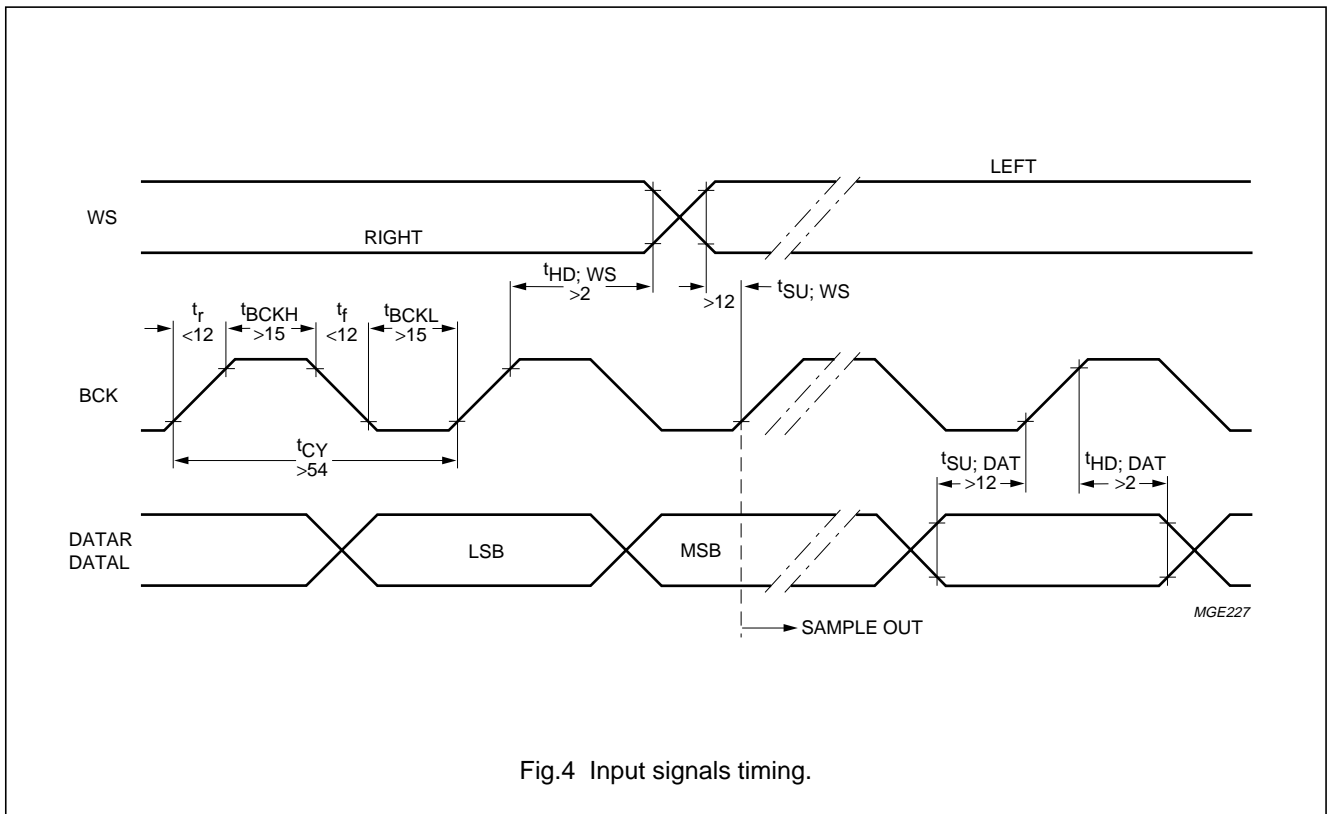 LEFT
WS
RIGHT
tHD; WS
>2
>12
tSU; WS
tr
<12
tBCKH
>15
tf
<12
tBCKL
>15
BCK
tCY
>54
tSU; DAT
>12
tHD; DAT
>2
DATAR
DATAL
LSB
MSB
MGE227
SAMPLE OUT
Fig.4 Input signals timing.